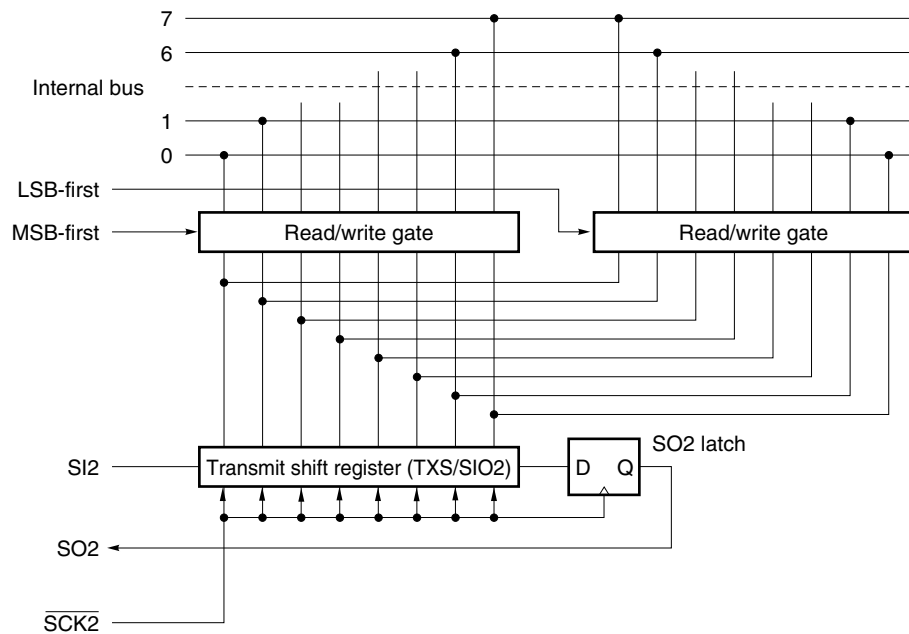 7
6
Internal bus
1
0
LSB-first
MSB-first
Read/write gate
Read/write gate
SO2 latch
SI2
Transmit shift register (TXS/SIO2)
D
Q
SO2
SCK2